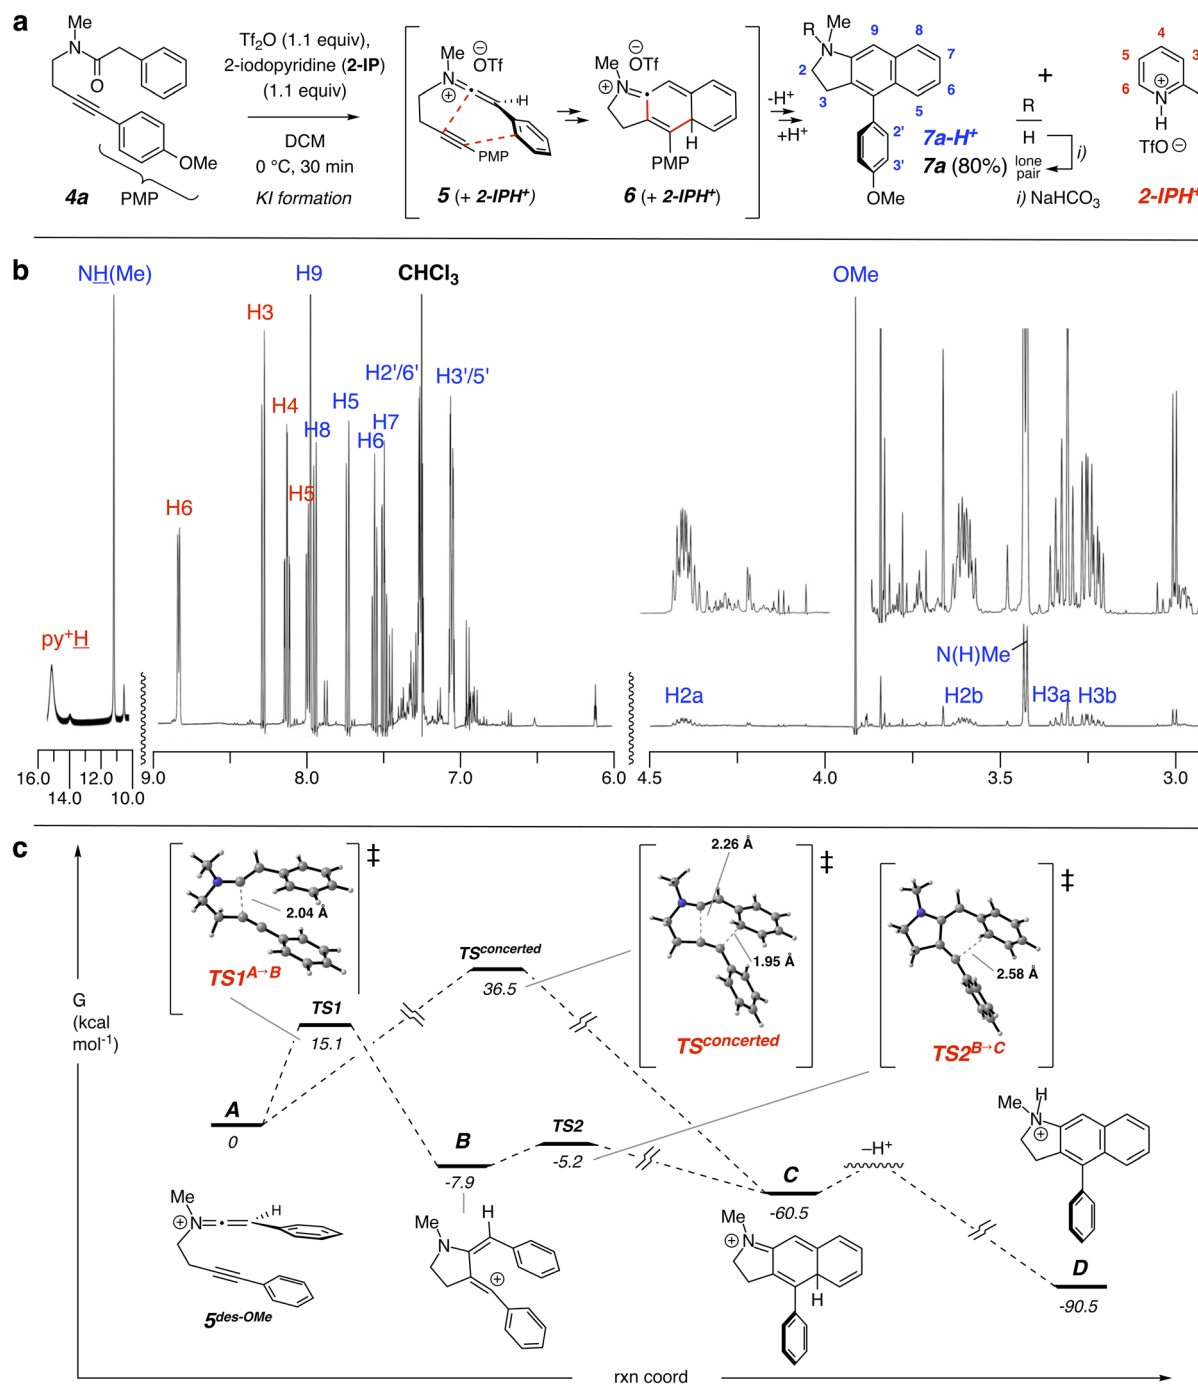 a
Me
N
O
OMe
4a
PMP
Tf₂O (1.1 equiv),
2-iodopyridine (2-IP)
(1.1 equiv)
DCM
0 °C, 30 min
KI formation
Me
N
⊕
⊖
OTf
H
PMP
5 (+ 2-IPH⁺)
Me
N
⊕
⊖
OTf
H
PMP
6 (+ 2-IPH⁺)
-H⁺
+H⁺
R
Me
N
9
8
7
6
5
2
3
2'
3'
OMe
7a-H⁺
7a (80%)
+
R
H
lone
pair
i)
i) NaHCO₃
4
5
3
6
N
⊕
H
TfO⊖
2-IPH⁺
b
NH(Me)
H9
CHCl₃
OMe
H3
H2'/6'
H3'/5'
H4
H5
H7
H8
H6
H5
H6
py⁺H
N(H)Me
H2a
H2b
H3a
H3b
16.0
12.0
14.0
10.0
9.0
8.0
7.0
6.0
4.5
4.0
3.5
3.0
c
‡
2.04 Å
TS1A→B
2.26 Å
‡
1.95 Å
TSconcerted
‡
2.58 Å
TS2B→C
G
(kcal
mol⁻¹)
TS1
15.1
TSconcerted
36.5
A
0
B
-7.9
TS2
-5.2
C
-60.5
–H⁺
D
-90.5
Me
N
⊕
H
5des-OMe
Me
N
H
⊕
Me
N
⊕
H
Me
H
N
⊕
rxn coord